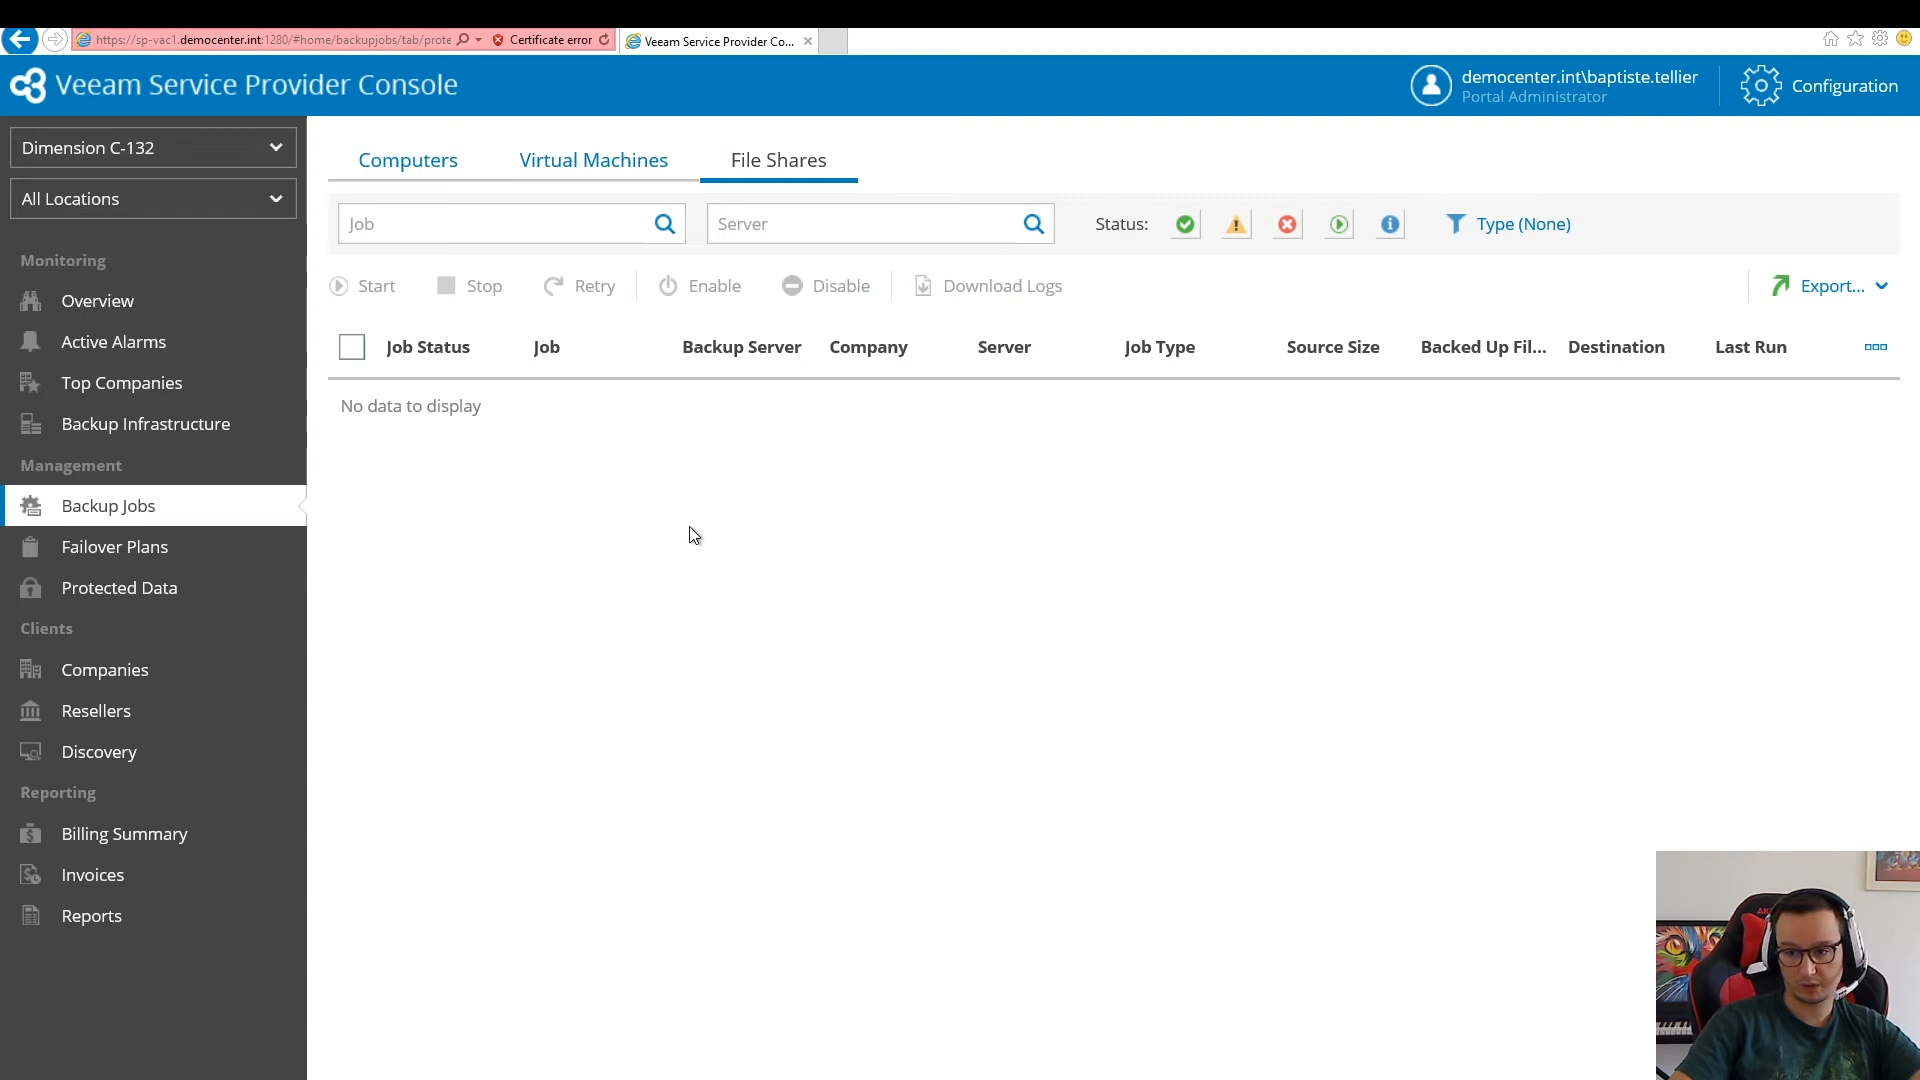 https://sp-vac1.democenter.int:1280/#home/backupjobs/tab/prote
Certificate error
Veeam Service Provider Co...
Veeam Service Provider Console
democenter.int\baptiste.tellier
Portal Administrator
Configuration
Dimension C-132
All Locations
Monitoring
Overview
Active Alarms
Top Companies
Backup Infrastructure
Management
Backup Jobs
Failover Plans
Protected Data
Clients
Companies
Resellers
Discovery
Reporting
Billing Summary
Invoices
Reports
Computers Virtual Machines File Shares
Job Server Status: Type (None)
Start Stop Retry Enable Disable Download Logs Export...
Job Status Job Backup Server Company Server Job Type Source Size Backed Up Fil... Destination Last Run
No data to display